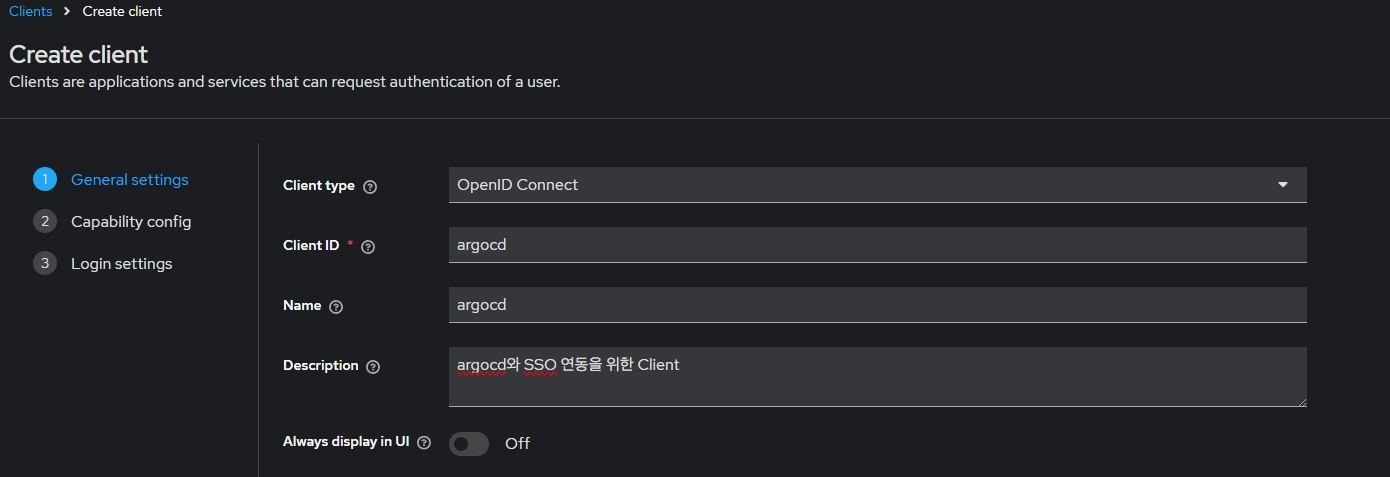 Clients > Create client
Create client
Clients are applications and services that can request authentication of a user.
1 General settings
2 Capability config
3 Login settings
Client type ? OpenID Connect
Client ID * ? argocd
Name ? argocd
Description ? argocd와 SSO 연동을 위한 Client
Always display in UI ? Off